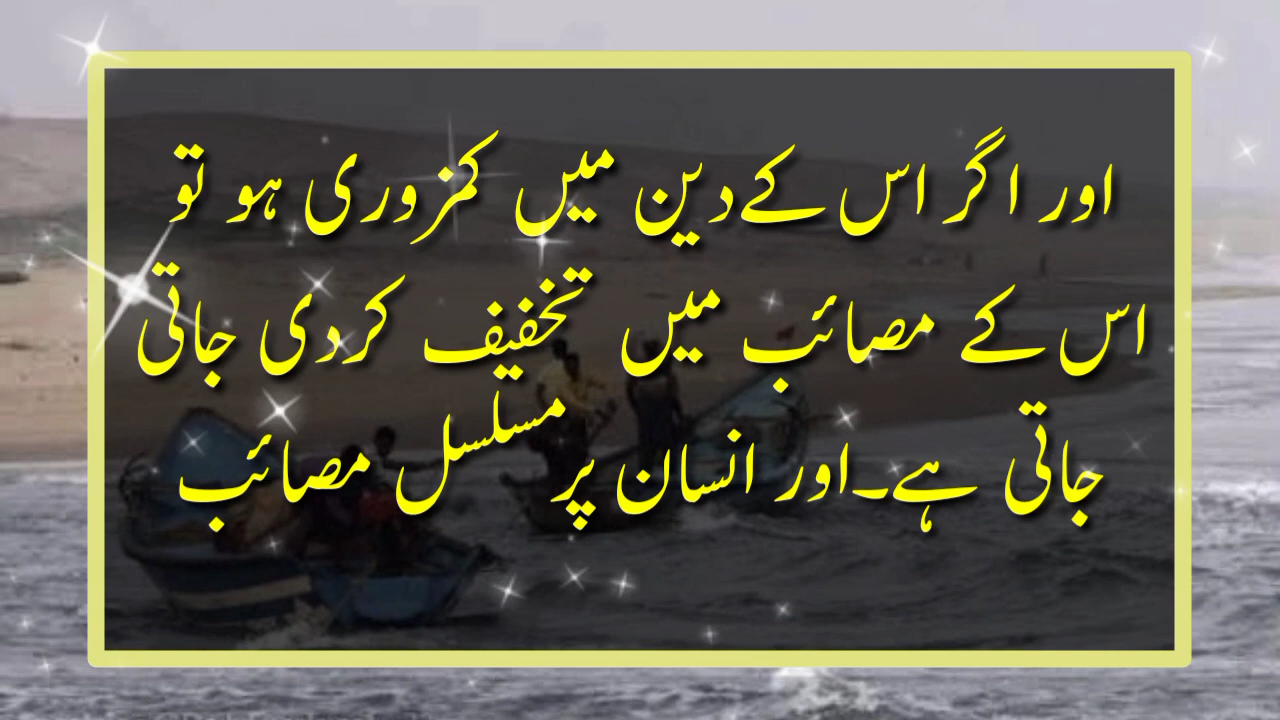 اور اگر اس کے دین میں کمزوری ہو تو
اس کے مصائب میں تخفیف کردی جاتی
جاتی ہے۔اور انسان پر مسلسل مصائب